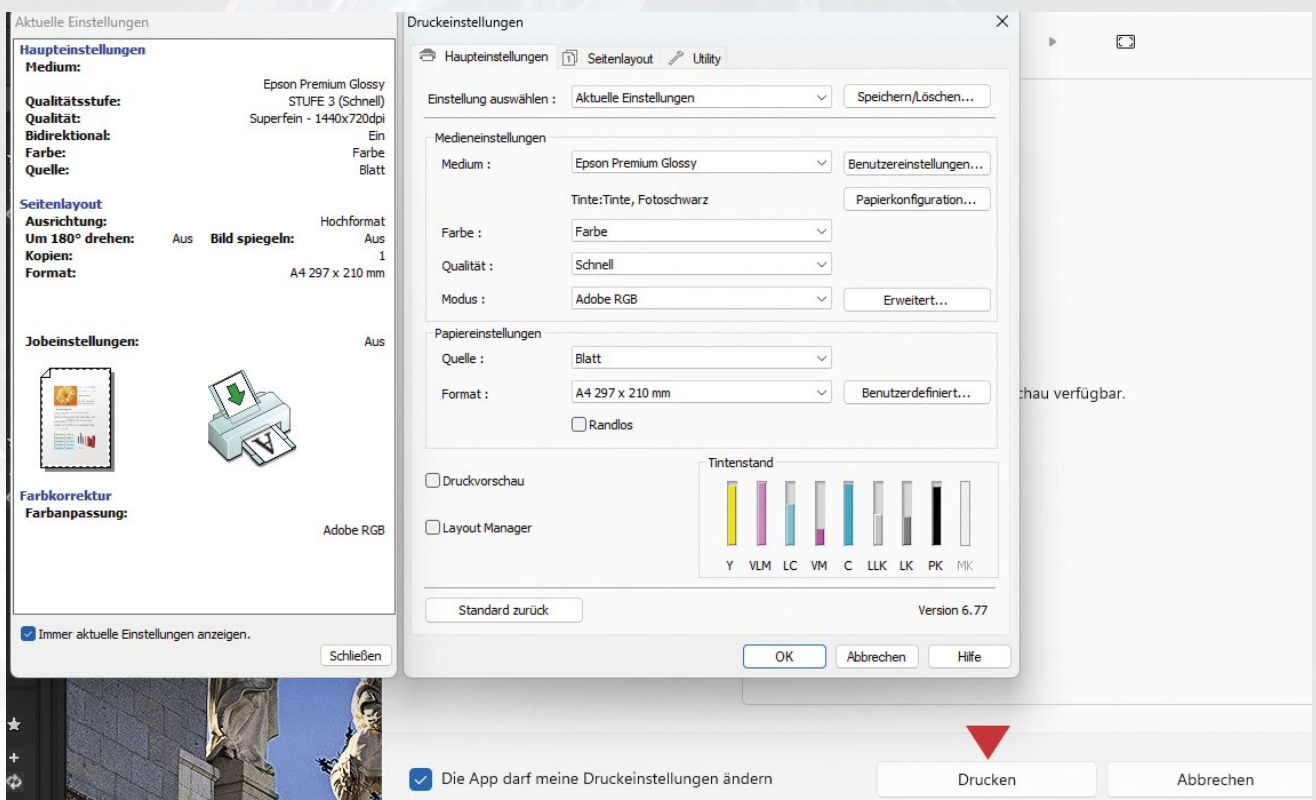 Aktuelle Einstellungen
Haupteinstellungen
Medium:
Epson Premium Glossy
Qualitätsstufe: STUFE 3 (Schnell)
Qualität: Superfein - 1440x720dpi
Bidirektional: Ein
Farbe: Farbe
Quelle: Blatt
Seitenlayout
Ausrichtung: Hochformat
Um 180° drehen: Aus Bild spiegeln: Aus
Kopien: 1
Format: A4 297 x 210 mm
Jobeinstellungen: Aus
A
Farbkorrektur
Farbanpassung:
Adobe RGB
Immer aktuelle Einstellungen anzeigen.
Schließen
Druckeinstellungen
Haupteinstellungen 1 Seitenlayout Utility
Einstellung auswählen : Aktuelle Einstellungen Speichern/Löschen...
Medieneinstellungen
Medium : Epson Premium Glossy Benutzereinstellungen...
Tinte:Tinte, Fotoschwarz Papierkonfiguration...
Farbe : Farbe
Qualität : Schnell
Modus : Adobe RGB Erweitert...
Papiereinstellungen
Quelle : Blatt
Format : A4 297 x 210 mm Benutzerdefiniert...
Randlos
Druckvorschau
Layout Manager
Tintenstand
Y VLM LC VM C LLK LK PK MK
Standard zurück Version 6.77
OK Abbrechen Hilfe
chau verfügbar.
Die App darf meine Druckeinstellungen ändern Drucken Abbrechen